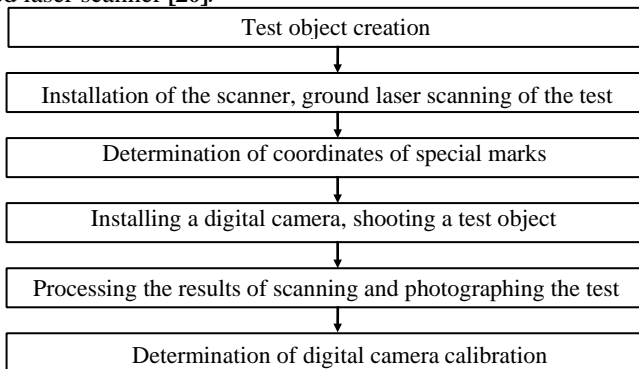 ed laser scanner [20].
Test object creation
Installation of the scanner, ground laser scanning of the test
Determination of coordinates of special marks
Installing a digital camera, shooting a test object
Processing the results of scanning and photographing the test
Determination of digital camera calibration